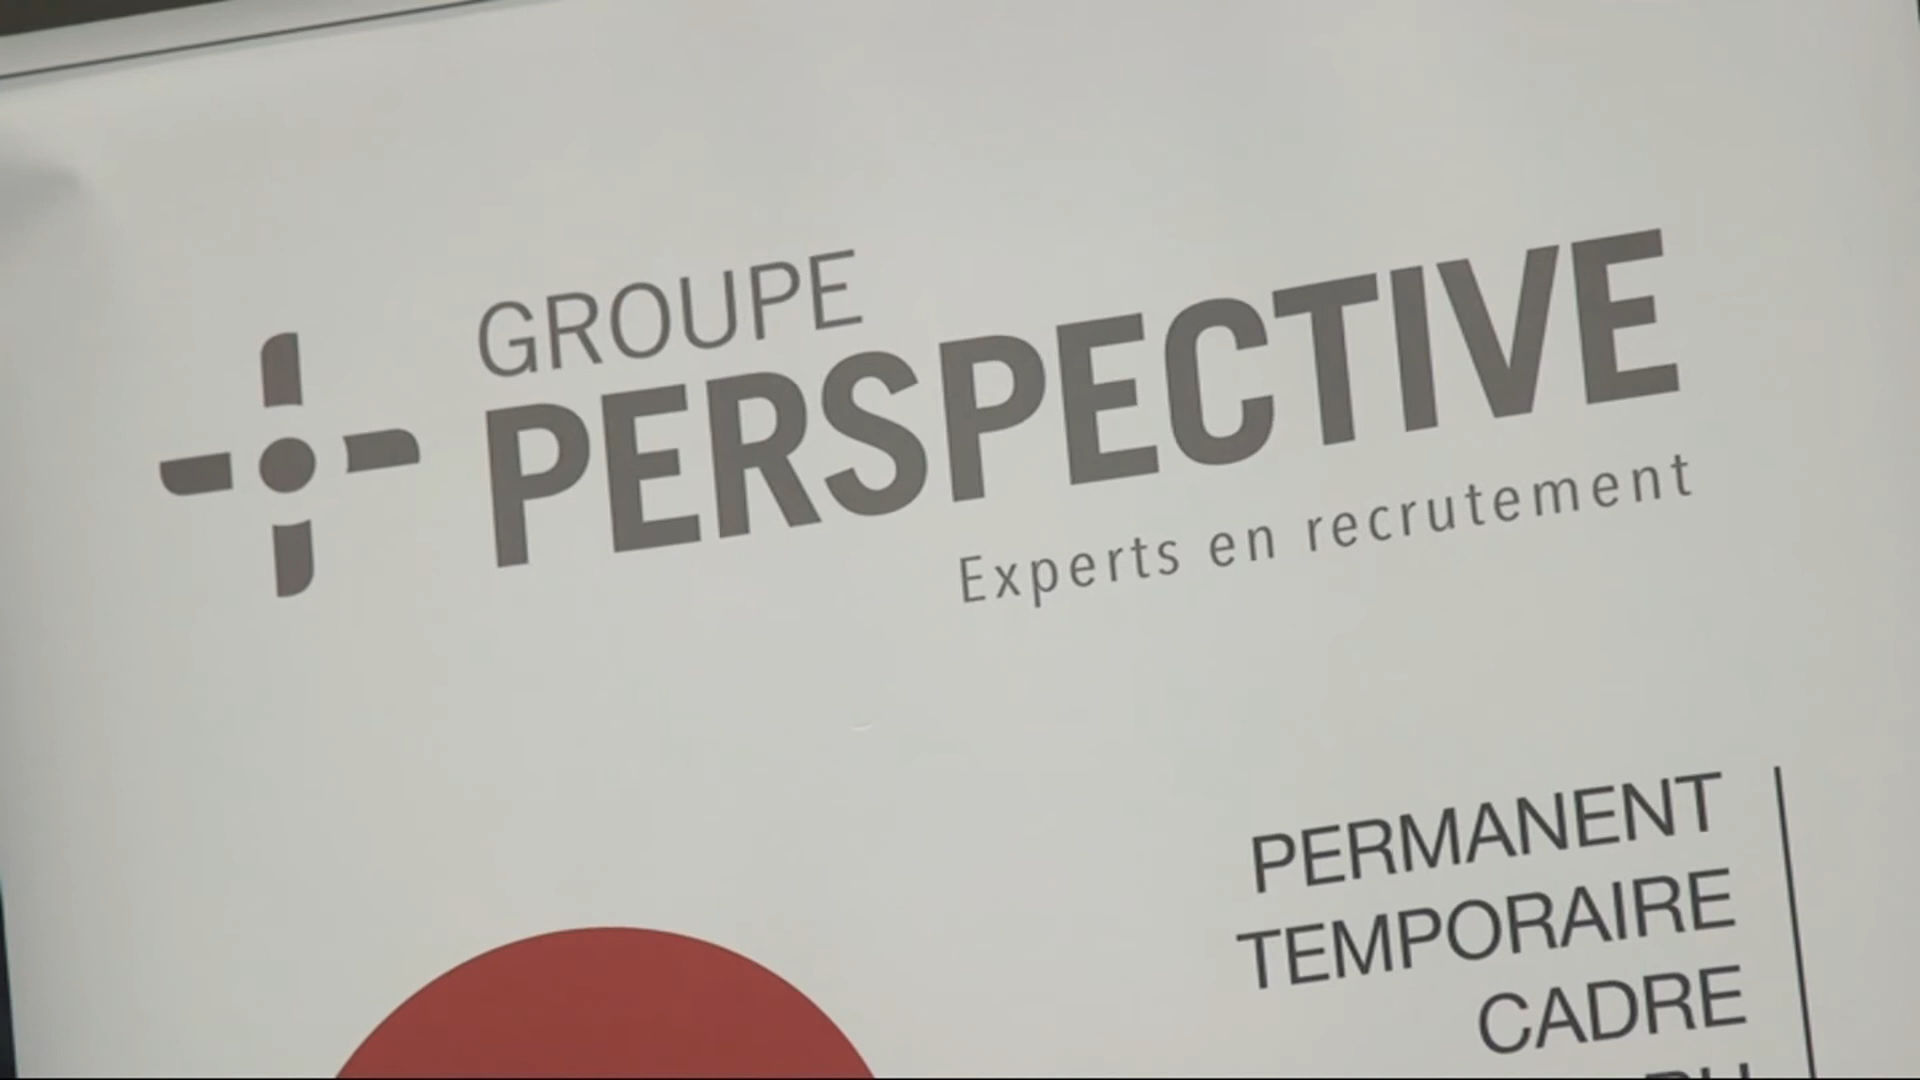 GROUPE
PERSPECTIVE
Experts en recrutement
PERMANENT
TEMPORAIRE
CADRE